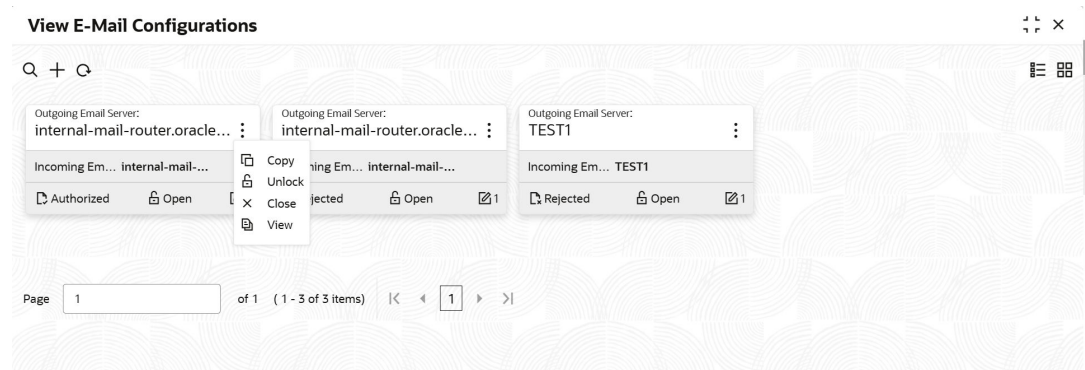 View E-Mail Configurations
Outgoing Email Server:
internal-mail-router.oracle...
Incoming Em... internal-mail-...
Authorized Open
Copy
Unlock
Close
View
Outgoing Email Server:
internal-mail-router.oracle...
ning Em... internal-mail-...
jected Open 1
Outgoing Email Server:
TEST1
Incoming Em... TEST1
Rejected Open 1
Page 1 of 1 ( 1 - 3 of 3 items) 1